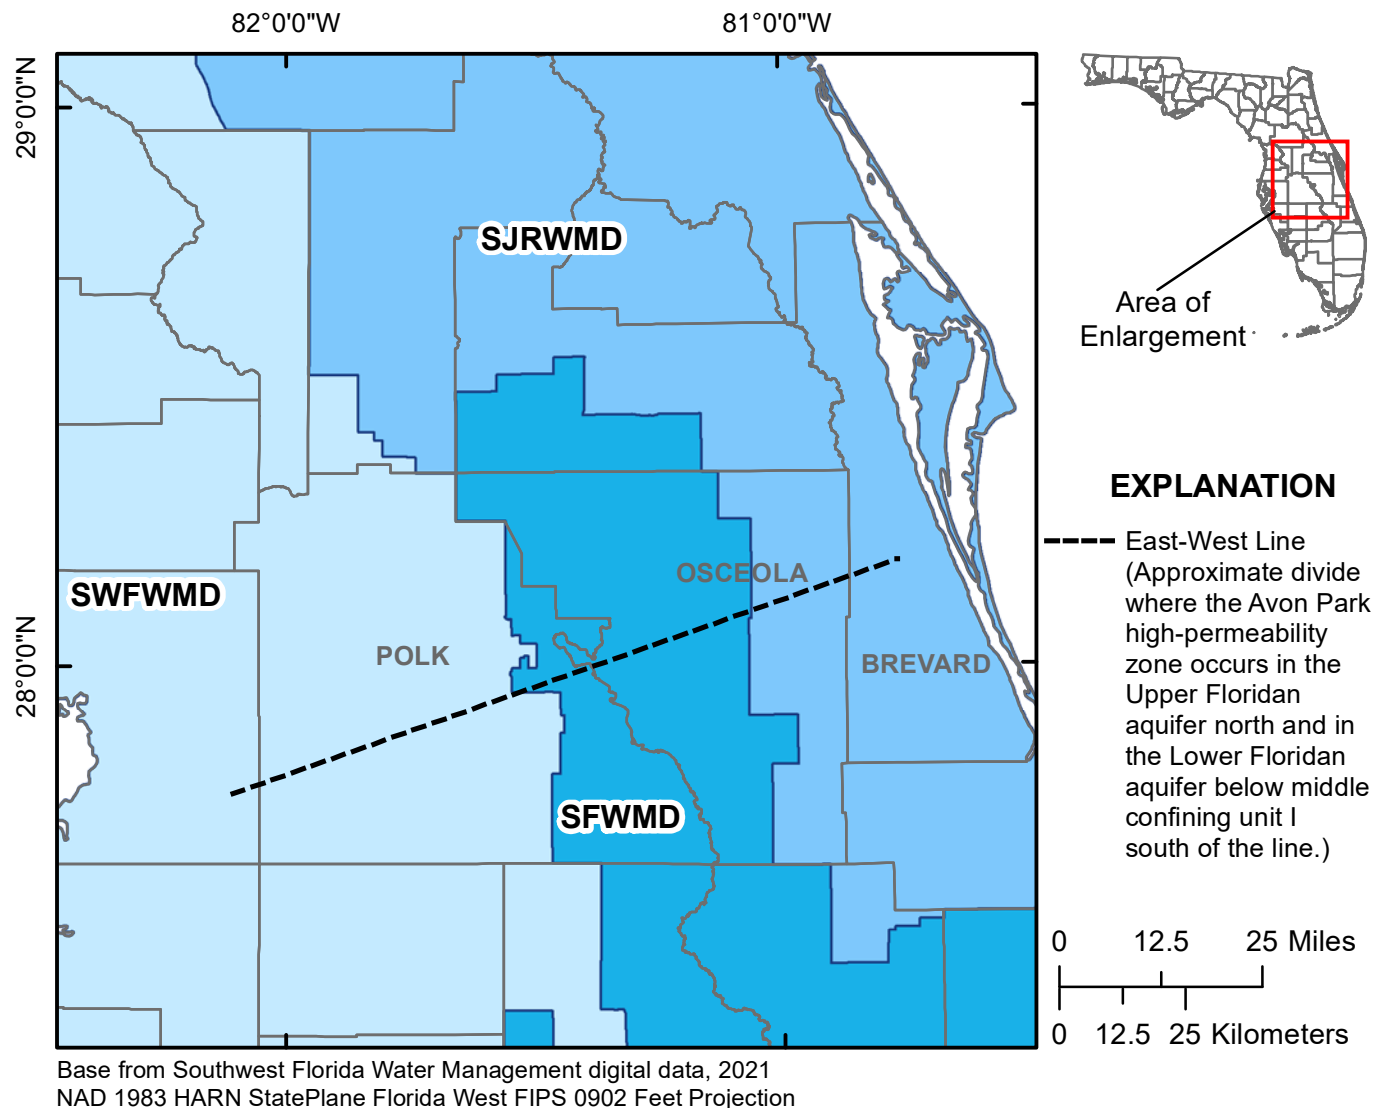 82°0'0"W
81°0'0"W
29°0'0"N
28°0'0"N
SJRWMD
SWFWMD
OSCEOLA
POLK
BREVARD
SFWMD
Area of
Enlargement
EXPLANATION
East-West Line
(Approximate divide
where the Avon Park
high-permeability
zone occurs in the
Upper Floridan
aquifer north and in
the Lower Floridan
aquifer below middle
confining unit I
south of the line.)
0 12.5 25 Miles
0 12.5 25 Kilometers
Base from Southwest Florida Water Management digital data, 2021
NAD 1983 HARN StatePlane Florida West FIPS 0902 Feet Projection